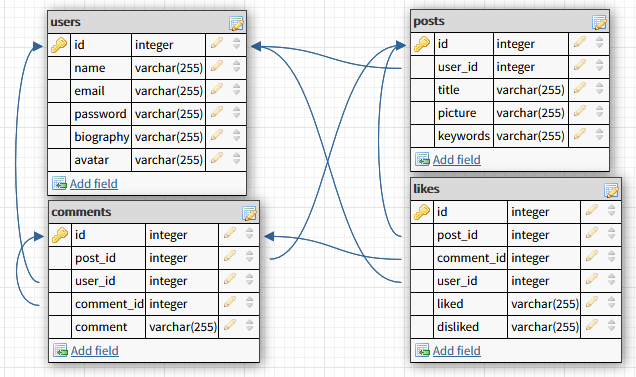 users
id integer
name varchar(255)
email varchar(255)
password varchar(255)
biography varchar(255)
avatar varchar(255)
Add field
posts
id integer
user_id integer
title varchar(255)
picture varchar(255)
keywords varchar(255)
Add field
comments
id integer
post_id integer
user_id integer
comment_id integer
comment varchar(255)
Add field
likes
id integer
post_id integer
comment_id integer
user_id integer
liked varchar(255)
disliked varchar(255)
Add field